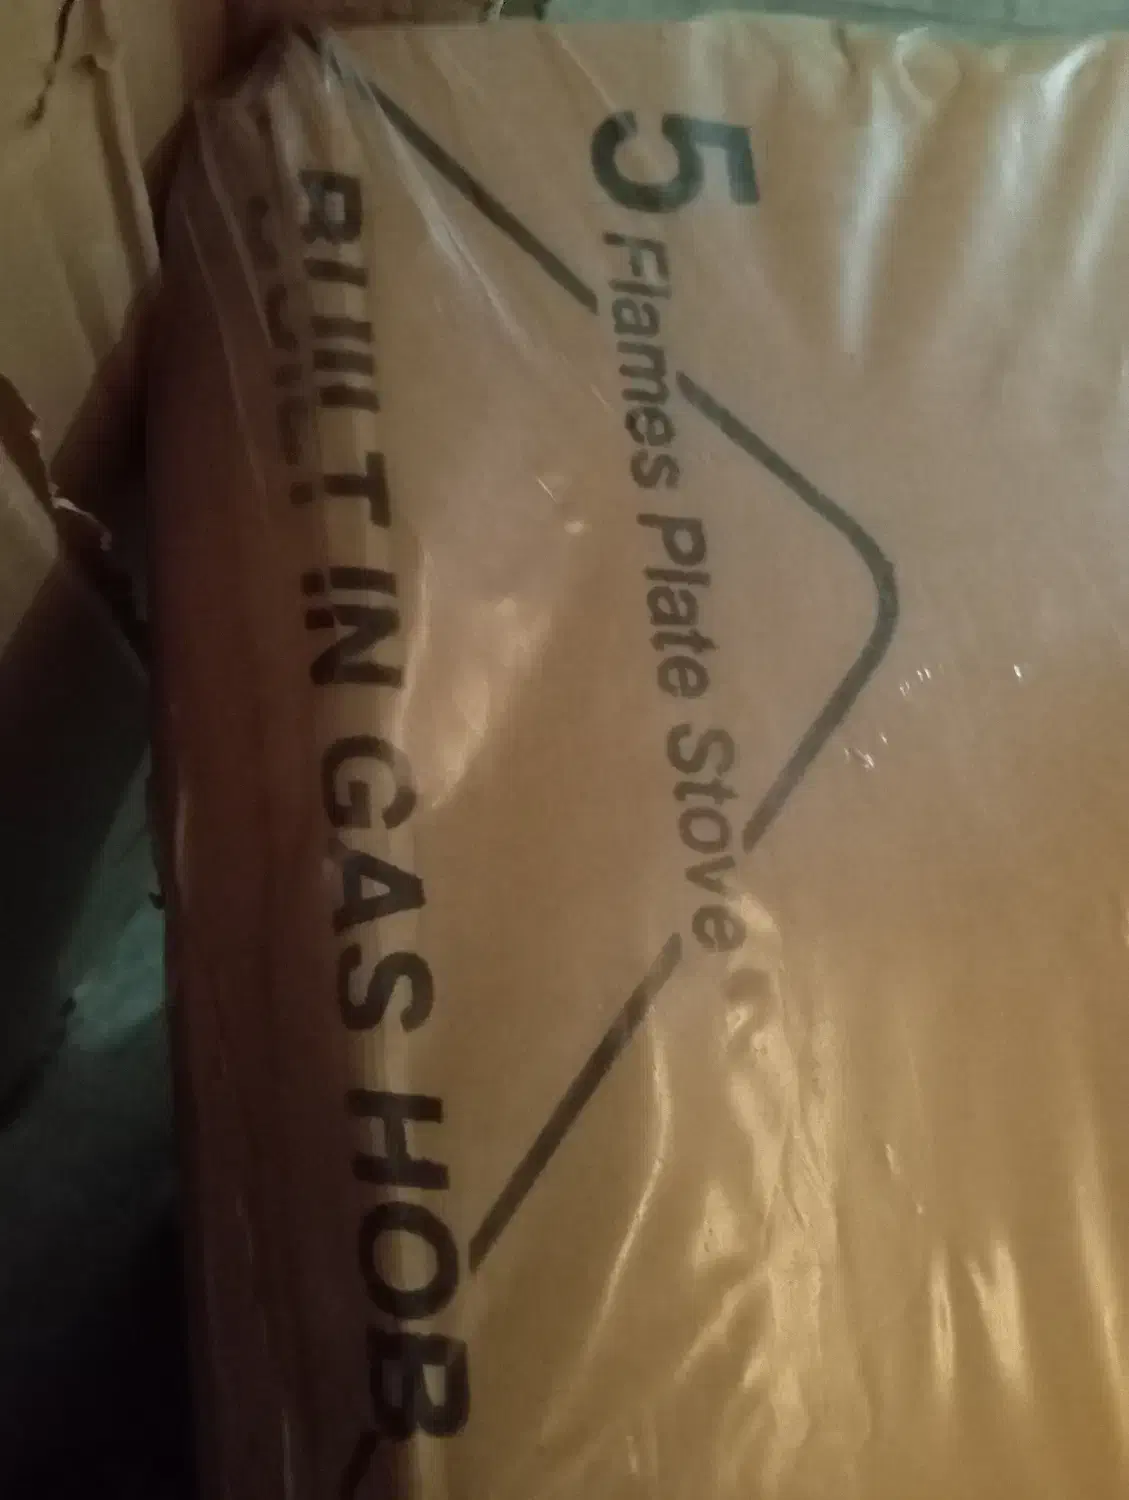 5 Flames Plate Stove
BUILT IN GAS HOB